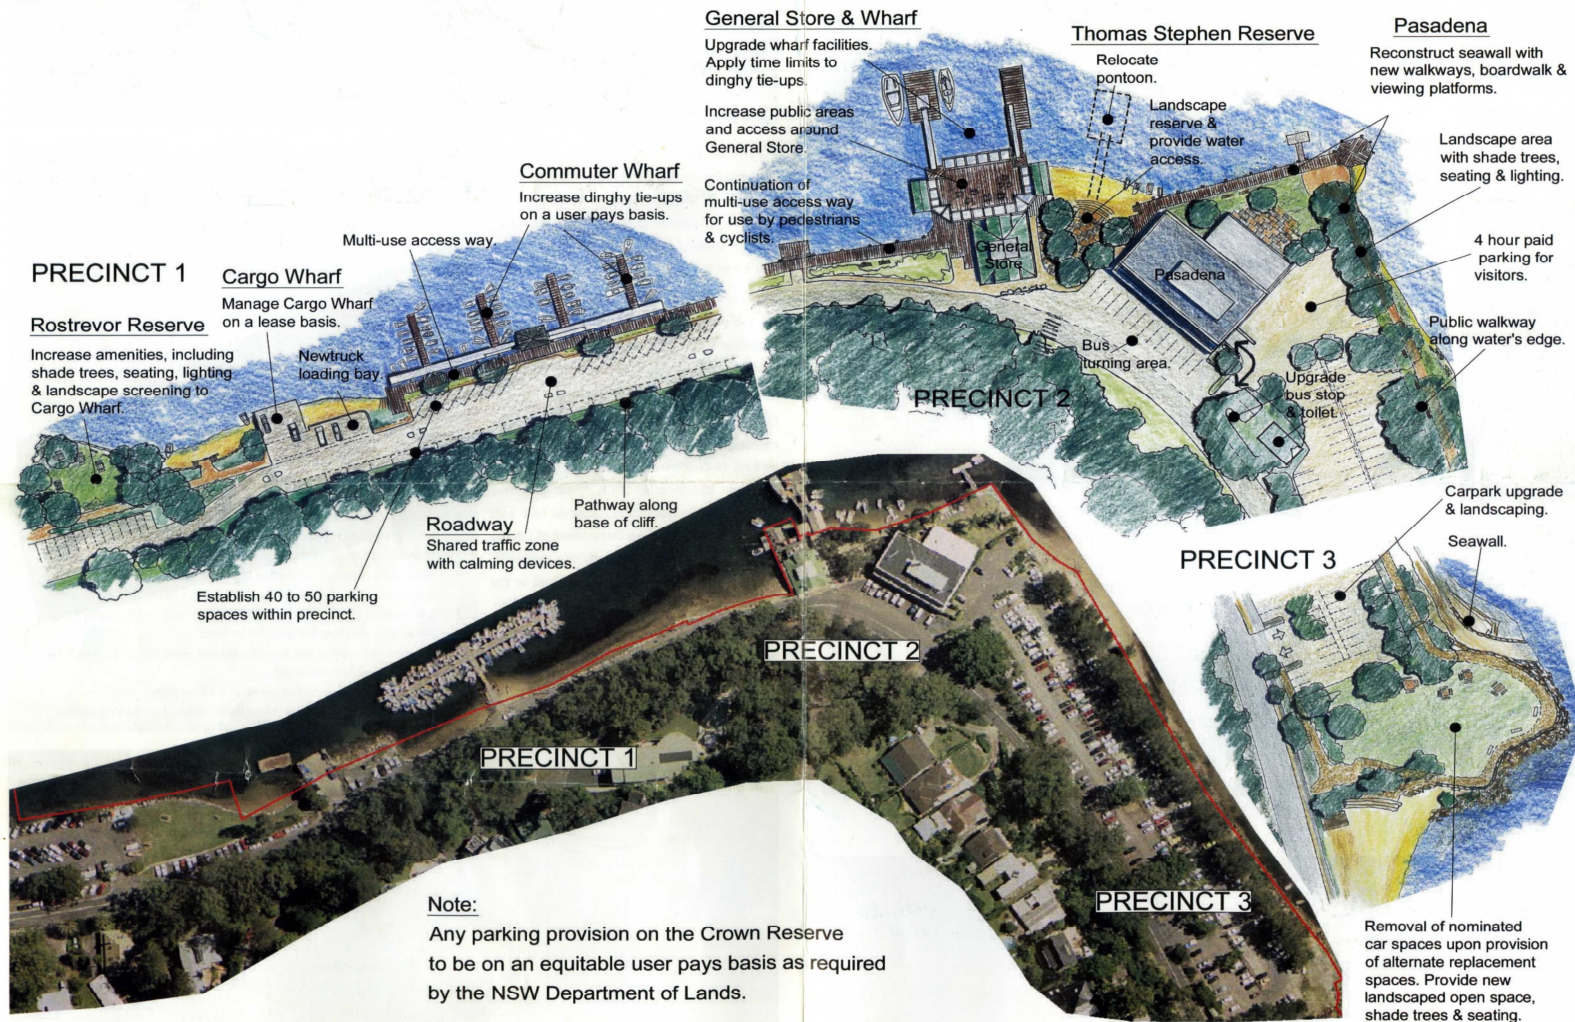 PRECINCT 1
Rostrevor Reserve
Increase amenities, including
shade trees, seating, lighting
& landscape screening to
Cargo Wharf.
Cargo Wharf
Manage Cargo Wharf
on a lease basis.
Newtruck
loading bay.
Multi-use access way.
Commuter Wharf
Increase dinghy tie-ups
on a user pays basis.
Establish 40 to 50 parking
spaces within precinct.
Roadway
Shared traffic zone
with calming devices.
Pathway along
base of cliff.
General Store & Wharf
Upgrade wharf facilities.
Apply time limits to
dinghy tie-ups.
Increase public areas
and access around
General Store.
Continuation of
multi-use access way
for use by pedestrians
& cyclists.
General
Store
Thomas Stephen Reserve
Relocate
pontoon.
Landscape
reserve &
provide water
access.
Pasadena
Reconstruct seawall with
new walkways, boardwalk &
viewing platforms.
Landscape area
with shade trees,
seating & lighting.
4 hour paid
parking for
visitors.
Public walkway
along water's edge.
Pasadena
Bus
turning area.
Upgrade
bus stop
& toilet.
PRECINCT 2
PRECINCT 3
Carpark upgrade
& landscaping.
Seawall.
Removal of nominated
car spaces upon provision
of alternate replacement
spaces. Provide new
landscaped open space,
shade trees & seating.
PRECINCT 1
PRECINCT 2
PRECINCT 3
Note:
Any parking provision on the Crown Reserve
to be on an equitable user pays basis as required
by the NSW Department of Lands.